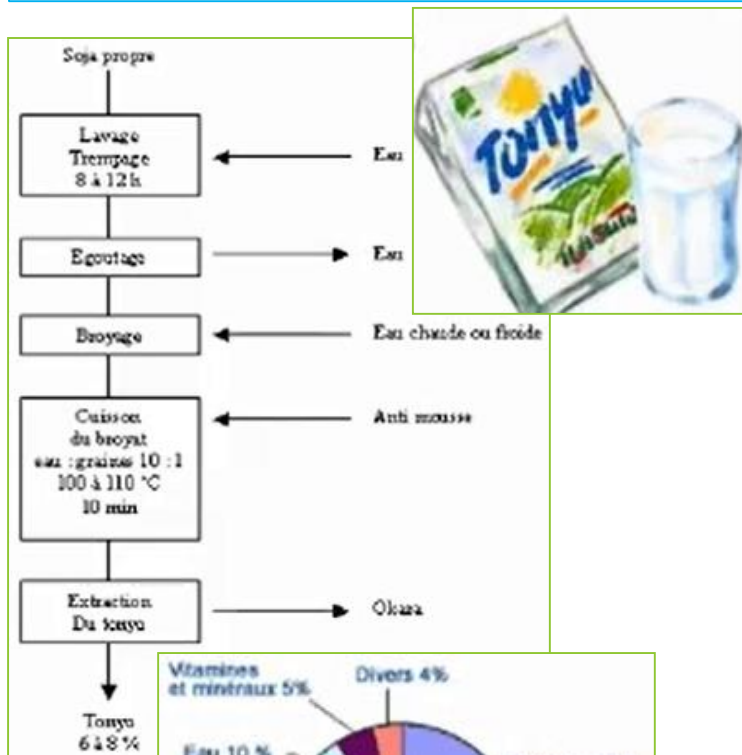 Soja propre
Lavage
Trempage
8 à 12 h
Eau
Egoutage
Eau
Broyage
Eau chaude ou froide
Cuisson
du broyat
eau : graines 10 : 1
100 à 110 °C
10 min
Anti mousse
Extraction
Du tonyu
Okara
Tonyu
6 à 8 %
TONYU
Vitamines
et minéraux 5%
Divers 4%
Eau 10 %